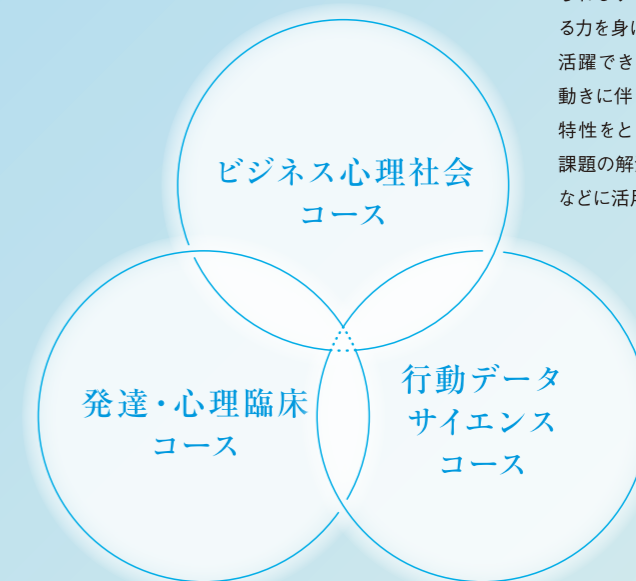 る力を身に
活躍でき
動きに伴
特性をと
課題の解
などに活
ビジネス心理社会
コース
発達・心理臨床
コース
行動データ
サイエンス
コース